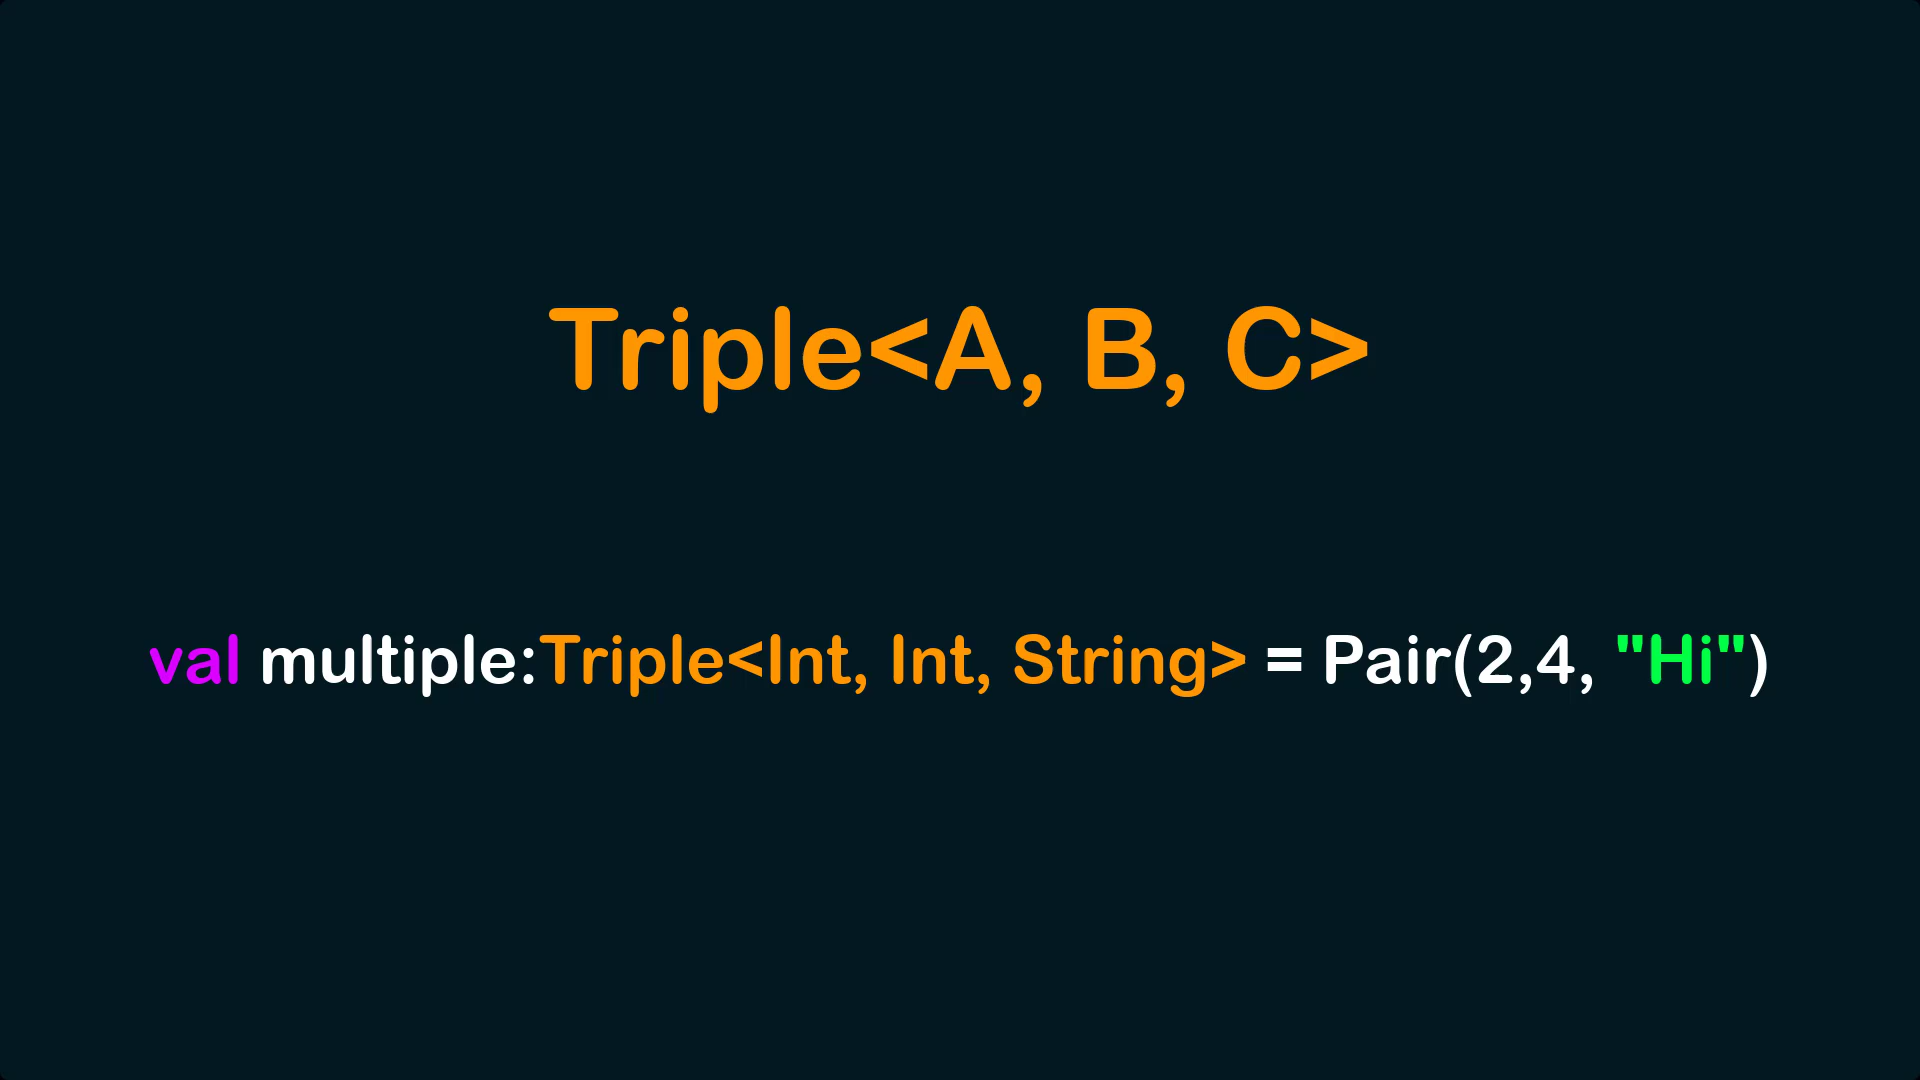 Triple<A, B, C>
val multiple:Triple<Int, Int, String> = Pair(2,4, "Hi")